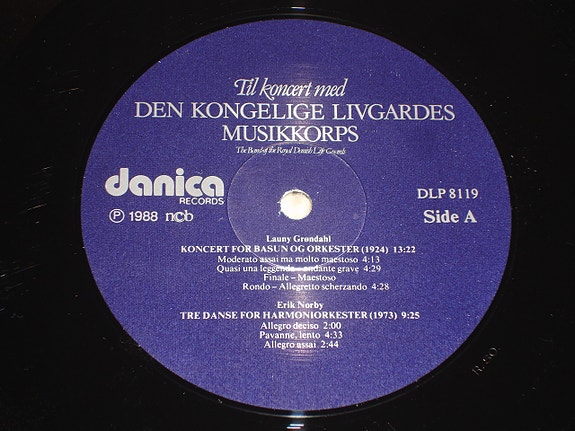 Til koncert med
DEN KONGELIGE LIVGARDES
MUSIKKORPS
The Band of the Royal Danish Life Guards
danica
RECORDS
DLP 8119
℗ 1988 ncb
Side A
Launy Grøndahl
KONCERT FOR BASUN OG ORKESTER (1924) 13:22
Moderato assai ma molto maestoso 4:13
Quasi una leggenda – andante grave 4:29
Finale – Maestoso
Rondo – Allegretto scherzando 4:28
Erik Norby
TRE DANSE FOR HARMONIORKESTER (1973) 9:25
Allegro deciso 2:00
Pavanne, lento 4:33
Allegro assai 2:44